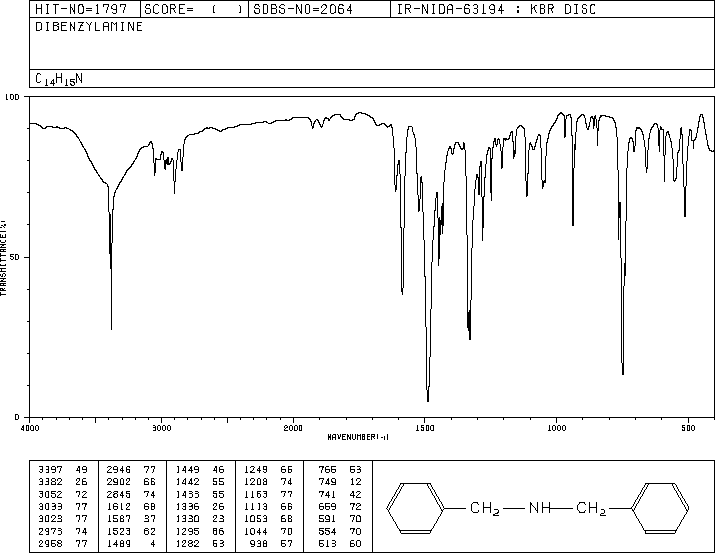 HIT-NO=1797 SCORE= ( ) SDBS-NO=2064 IR-NIDA-63194 : KBR DISC
DIBENZYLAMINE
C14H15N
100
50
0
TRANSMITTANCE(%)
4000 3000 2000 1500 1000 500
WAVENUMBER(-1)
3397 49 2946 77 1449 46 1249 66 766 53
3382 26 2902 66 1442 55 1208 74 749 12
3052 72 2845 74 1433 55 1163 77 741 42
3033 77 1612 68 1336 26 1113 66 669 72
3023 77 1587 37 1330 23 1053 68 591 70
2973 74 1523 62 1295 86 1044 70 554 70
2968 77 1489 4 1282 53 938 57 513 60
CH2 NH CH2